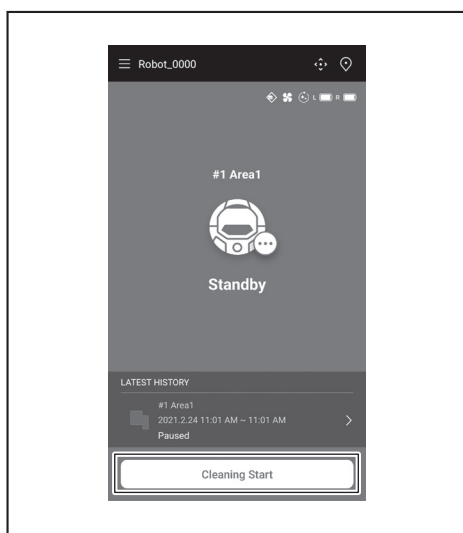 Robot_0000
L R
#1 Area1
Standby
LATEST HISTORY
#1 Area1
2021.2.24 11:01 AM ~ 11:01 AM
Paused
Cleaning Start